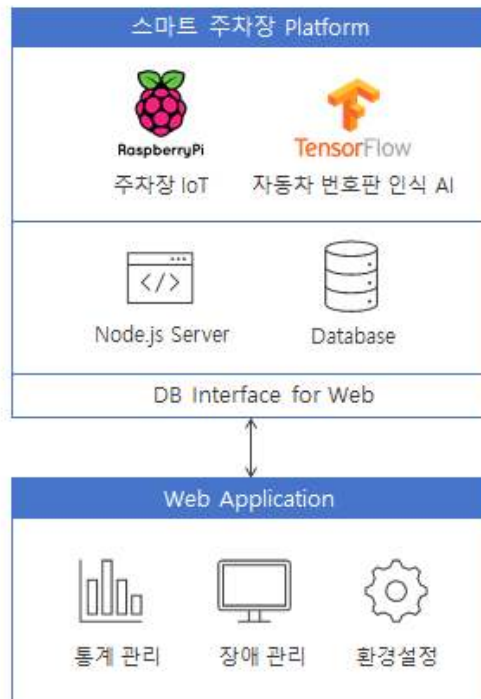 스마트 주차장 Platform
RaspberryPi
TensorFlow
주차장 IoT
자동차 번호판 인식 AI
</>
Node.js Server
Database
DB Interface for Web
Web Application
통계 관리
장애 관리
환경설정